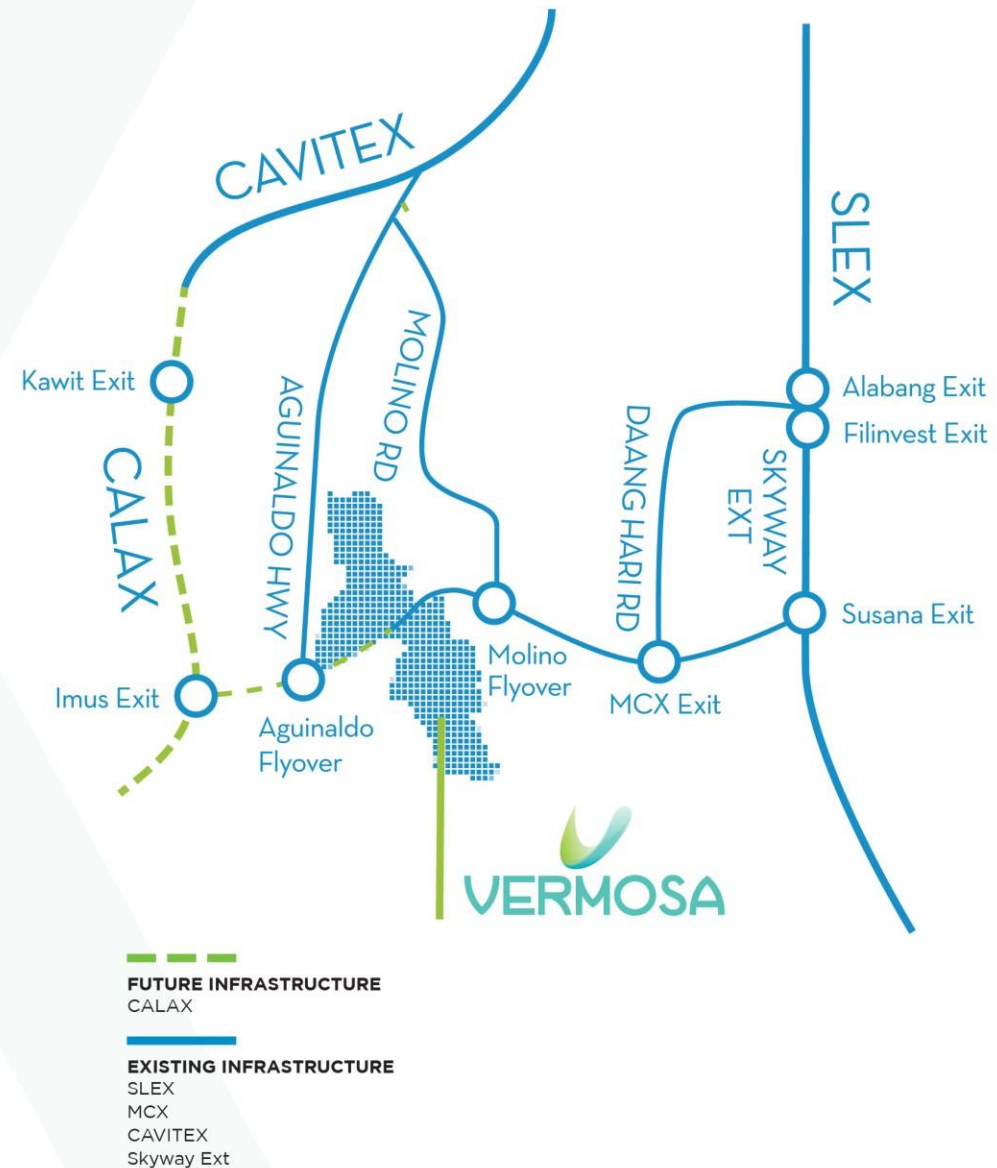 CAVITEX
SLEX
Kawit Exit
CALAX
AGUINALDO HWY
MOLINO RD
DAANG HARI RD
SKYWAY
EXT
Alabang Exit
Filinvest Exit
Susana Exit
Imus Exit
Aguinaldo
Flyover
Molino
Flyover
MCX Exit
VERMOSA
FUTURE INFRASTRUCTURE
CALAX
EXISTING INFRASTRUCTURE
SLEX
MCX
CAVITEX
Skyway Ext